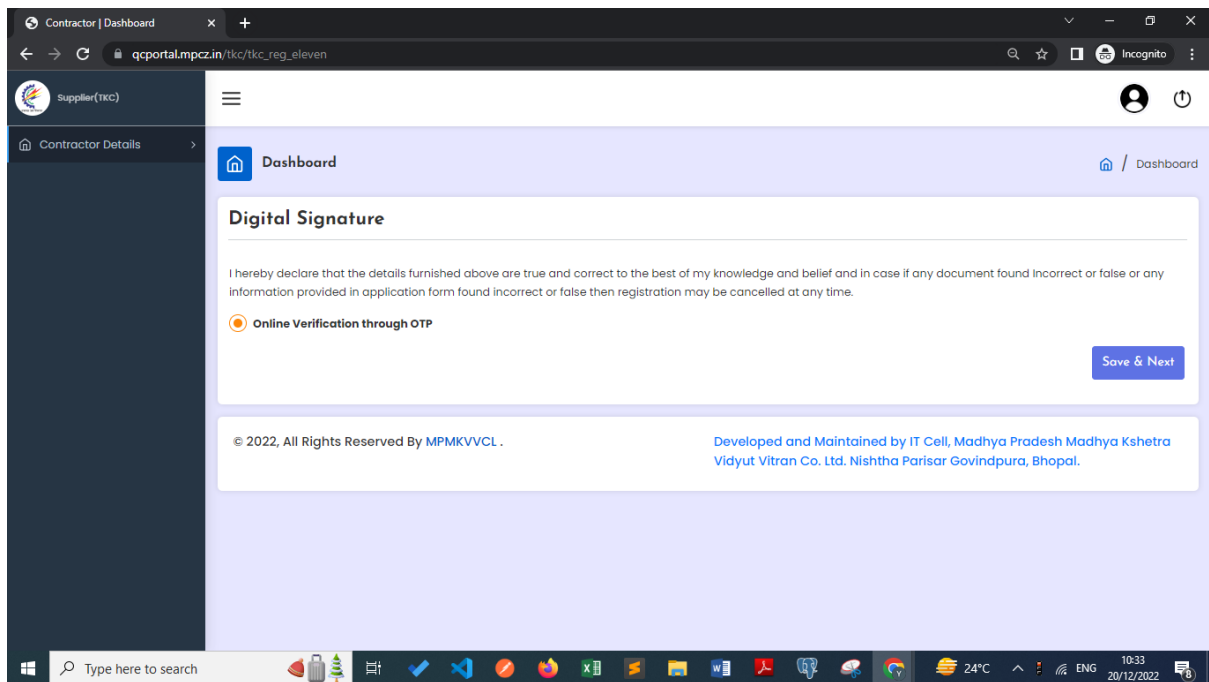 Contractor | Dashboard
qcportal.mpcz.in/tkc/tkc_reg_eleven
Incognito
Supplier(TKC)
Contractor Details
Dashboard
/ Dashboard
Digital Signature
I hereby declare that the details furnished above are true and correct to the best of my knowledge and belief and in case if any document found Incorrect or false or any
information provided in application form found incorrect or false then registration may be cancelled at any time.
Online Verification through OTP
Save & Next
© 2022, All Rights Reserved By MPMKVVCL .
Developed and Maintained by IT Cell, Madhya Pradesh Madhya Kshetra
Vidyut Vitran Co. Ltd. Nishtha Parisar Govindpura, Bhopal.
Type here to search
24°C
ENG
10:33
20/12/2022
8